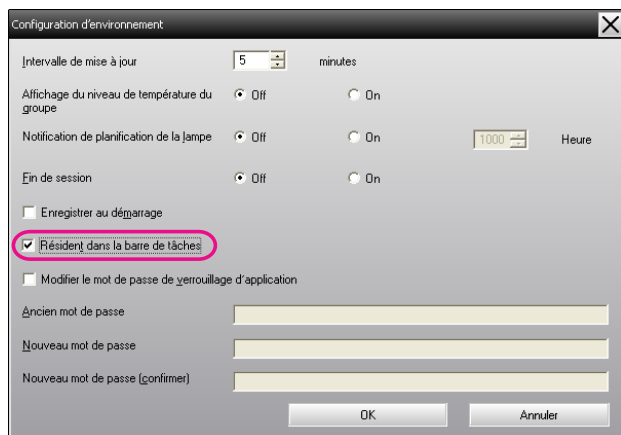 Configuration d'environnement
Intervalle de mise à jour 5 minutes
Affichage du niveau de température du groupe Off On
Notification de planification de la lampe Off On 1000 Heure
Fin de session Off On
Enregistrer au démarrage
Résident dans la barre de tâches
Modifier le mot de passe de verrouillage d'application
Ancien mot de passe
Nouveau mot de passe
Nouveau mot de passe (confirmer)
OK Annuler